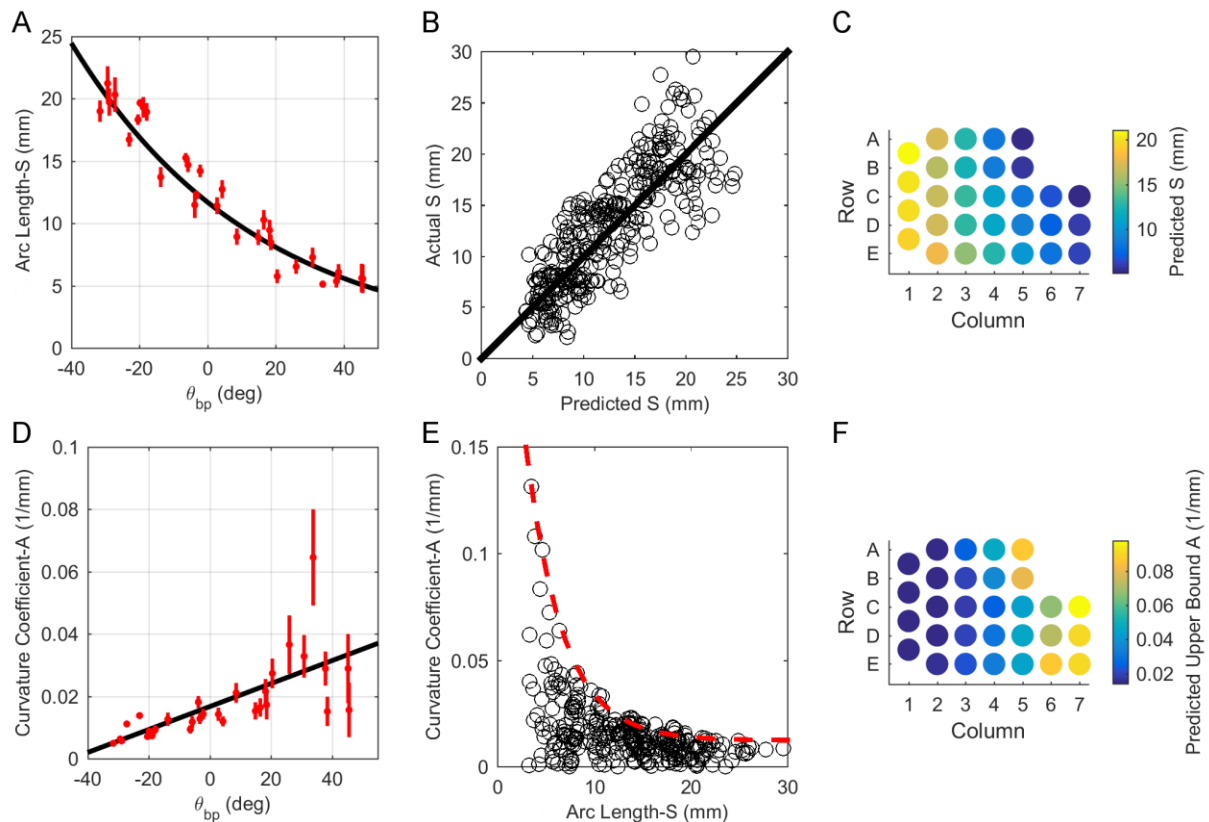 A
25
20
15
10
5
0
Arc Length-S (mm)
-40 -20 0 20 40
θbp (deg)
B
30
25
20
15
10
5
0
Actual S (mm)
0 5 10 15 20 25 30
Predicted S (mm)
C
A
B
C
D
E
Row
1 2 3 4 5 6 7
Column
20
15
10
Predicted S (mm)
D
0.1
0.08
0.06
0.04
0.02
0
Curvature Coefficient-A (1/mm)
-40 -20 0 20 40
θbp (deg)
E
0.15
0.1
0.05
0
Curvature Coefficient-A (1/mm)
0 10 20 30
Arc Length-S (mm)
F
A
B
C
D
E
Row
1 2 3 4 5 6 7
Column
0.08
0.06
0.04
0.02
Predicted Upper Bound A (1/mm)